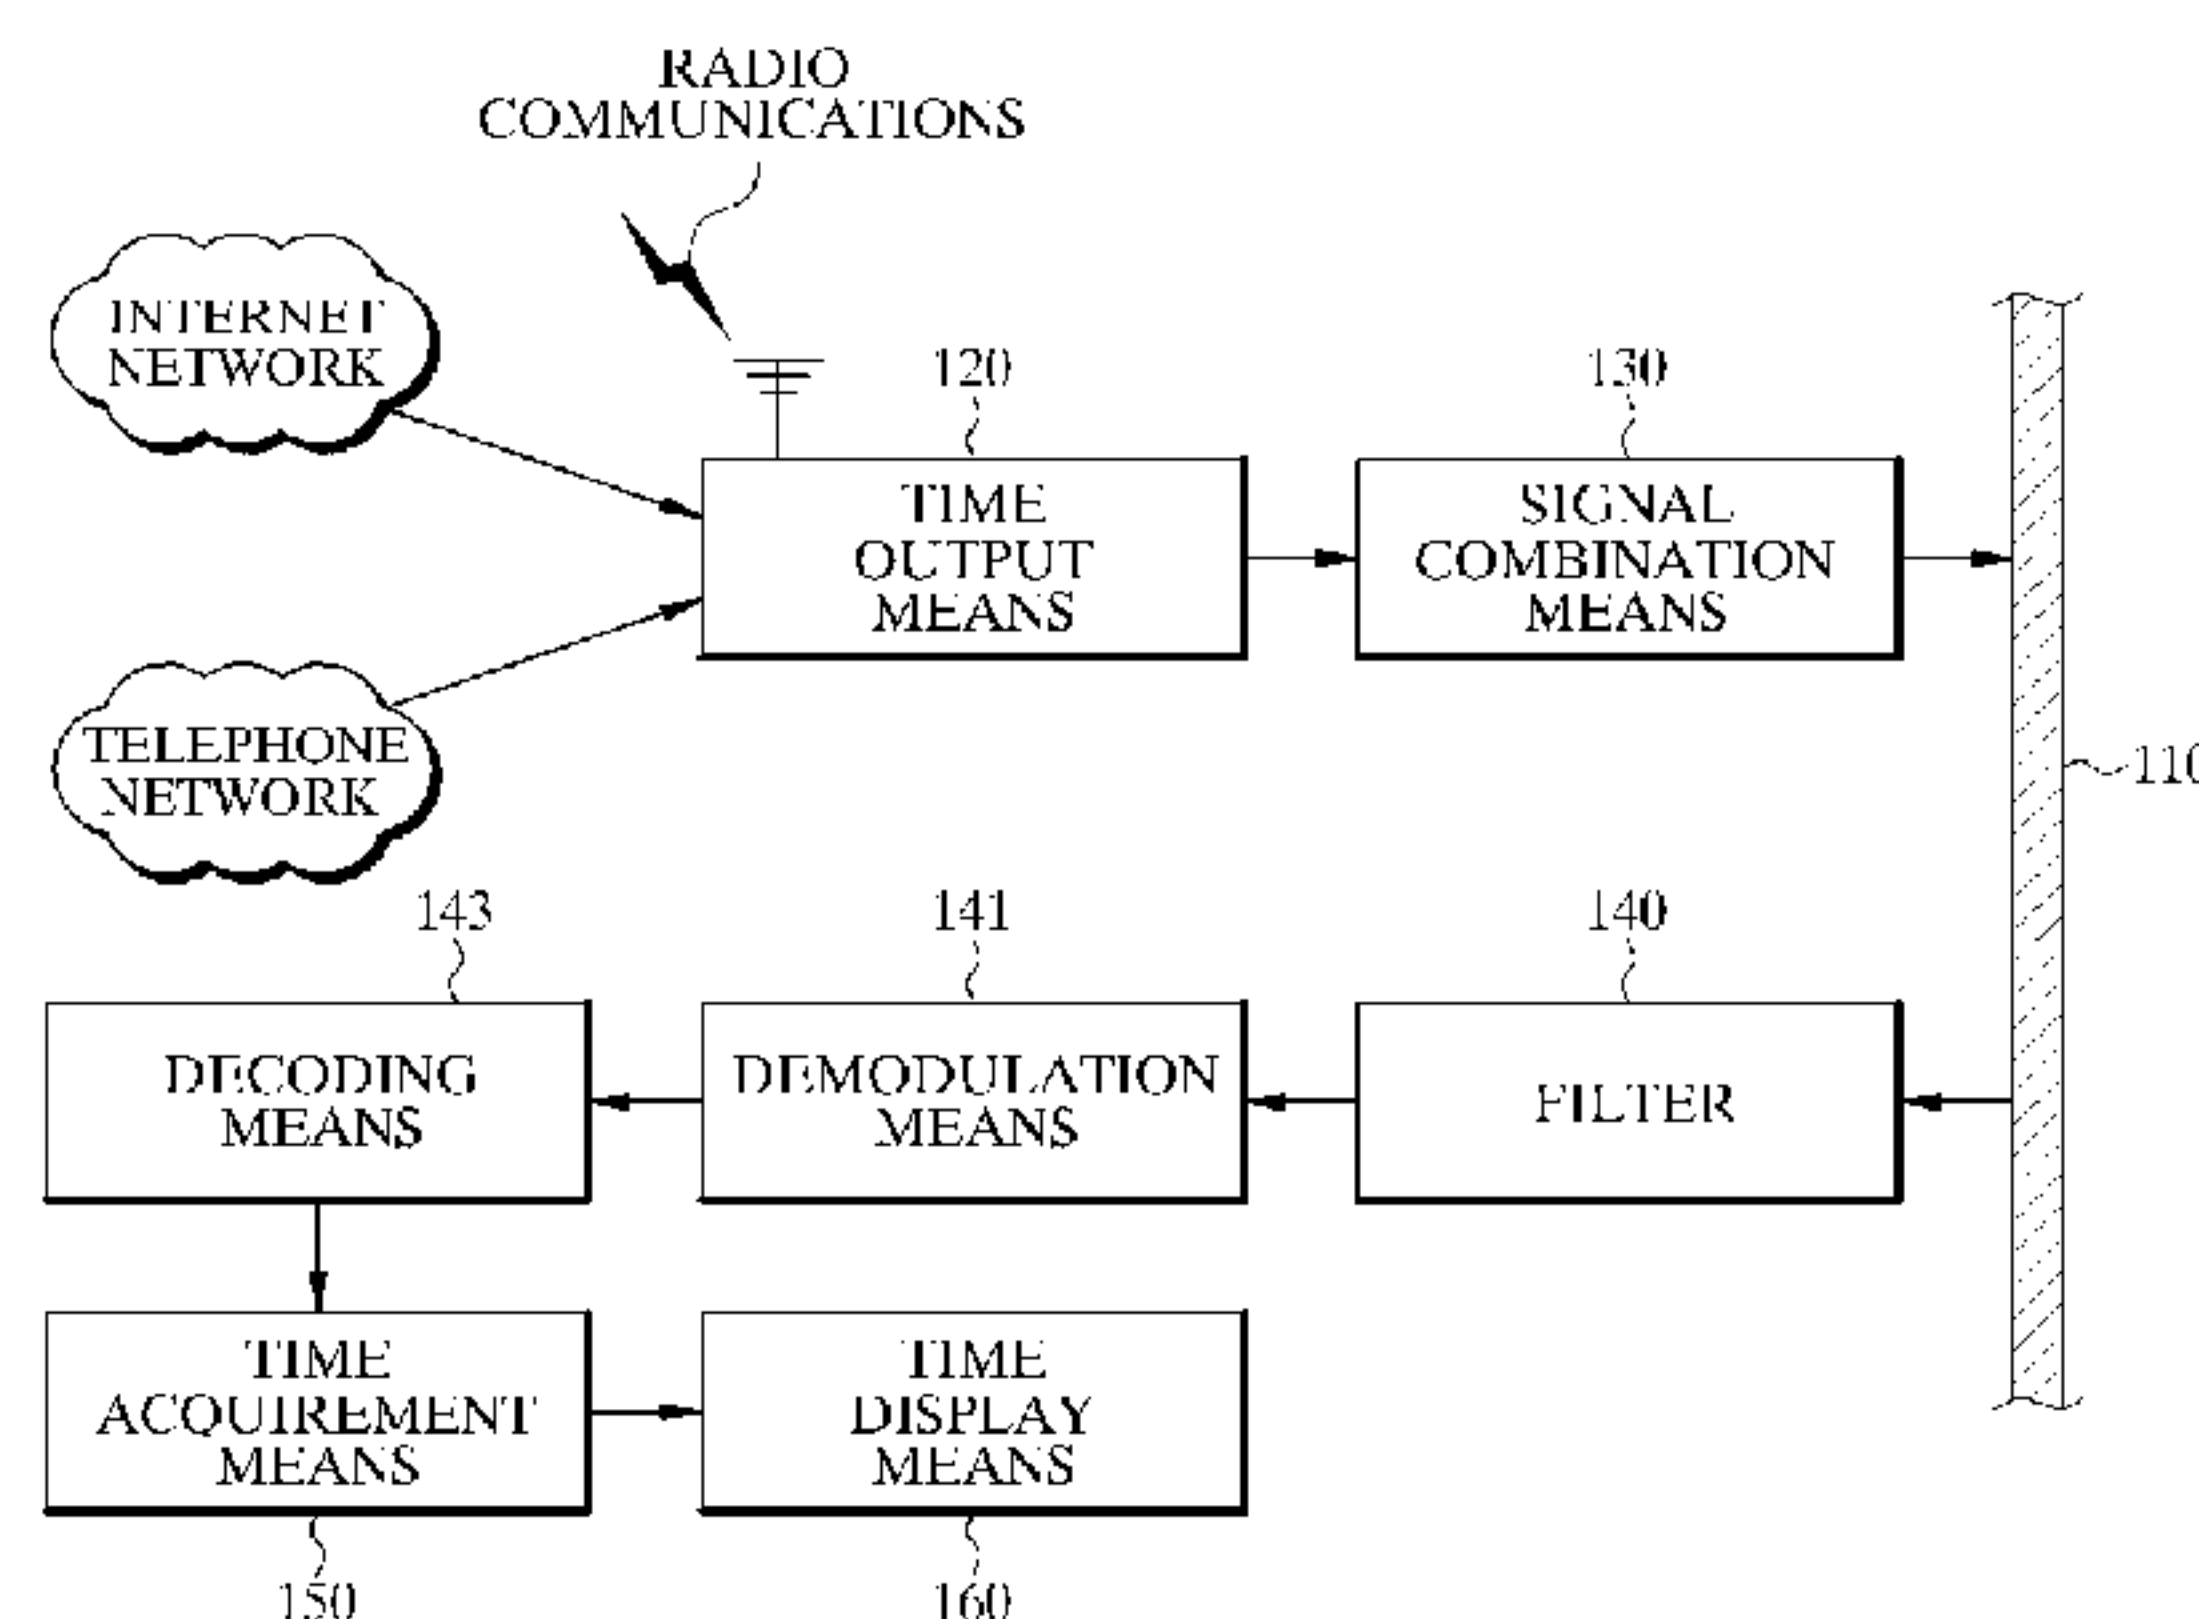 RADIO
COMMUNICATIONS
INTERNET
NETWORK
120
130
TIME
OUTPUT
MEANS
SIGNAL
COMBINATION
MEANS
TELEPHONE
NETWORK
110
143
141
140
DECODING
MEANS
DEMODULATION
MEANS
FILTER
TIME
ACQUIREMENT
MEANS
TIME
DISPLAY
MEANS
150
160